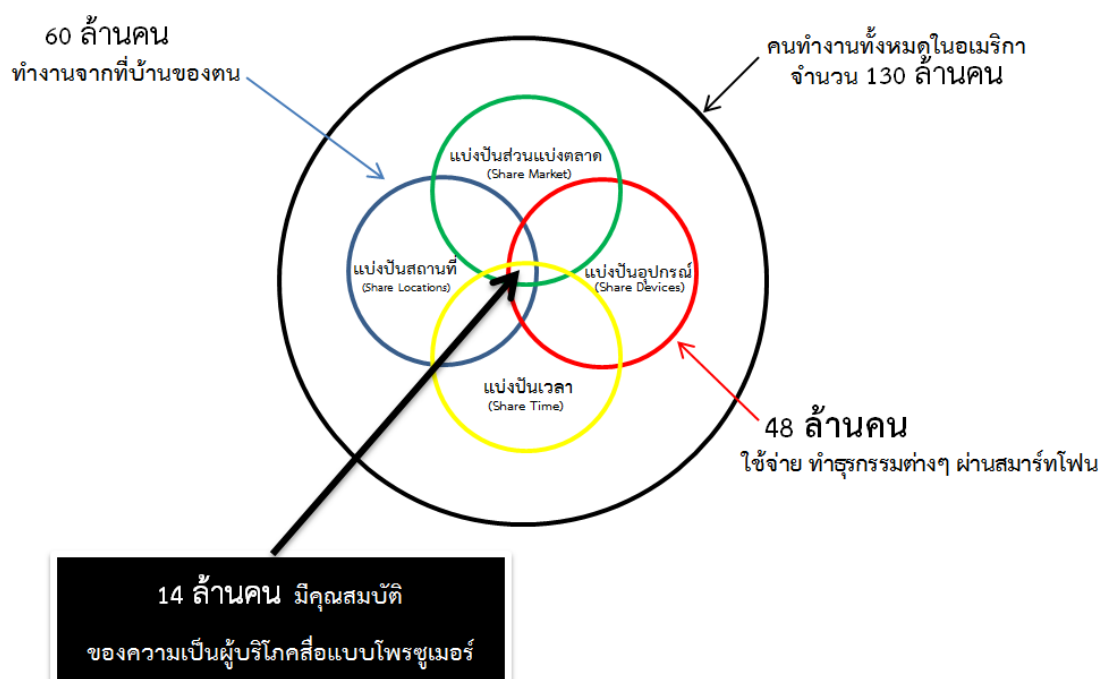 60 ล้านคน
ทำงานจากที่บ้านของตน
คนทำงานทั้งหมดในอเมริกา
จำนวน 130 ล้านคน
แบ่งปันส่วนแบ่งตลาด
(Share Market)
แบ่งปันสถานที่
(Share Locations)
แบ่งปันอุปกรณ์
(Share Devices)
แบ่งปันเวลา
(Share Time)
48 ล้านคน
ใช้จ่าย ทำธุรกรรมต่างๆ ผ่านสมาร์ทโฟน
14 ล้านคน มีคุณสมบัติ
ของความเป็นผู้บริโภคสื่อแบบโพรซูเมอร์